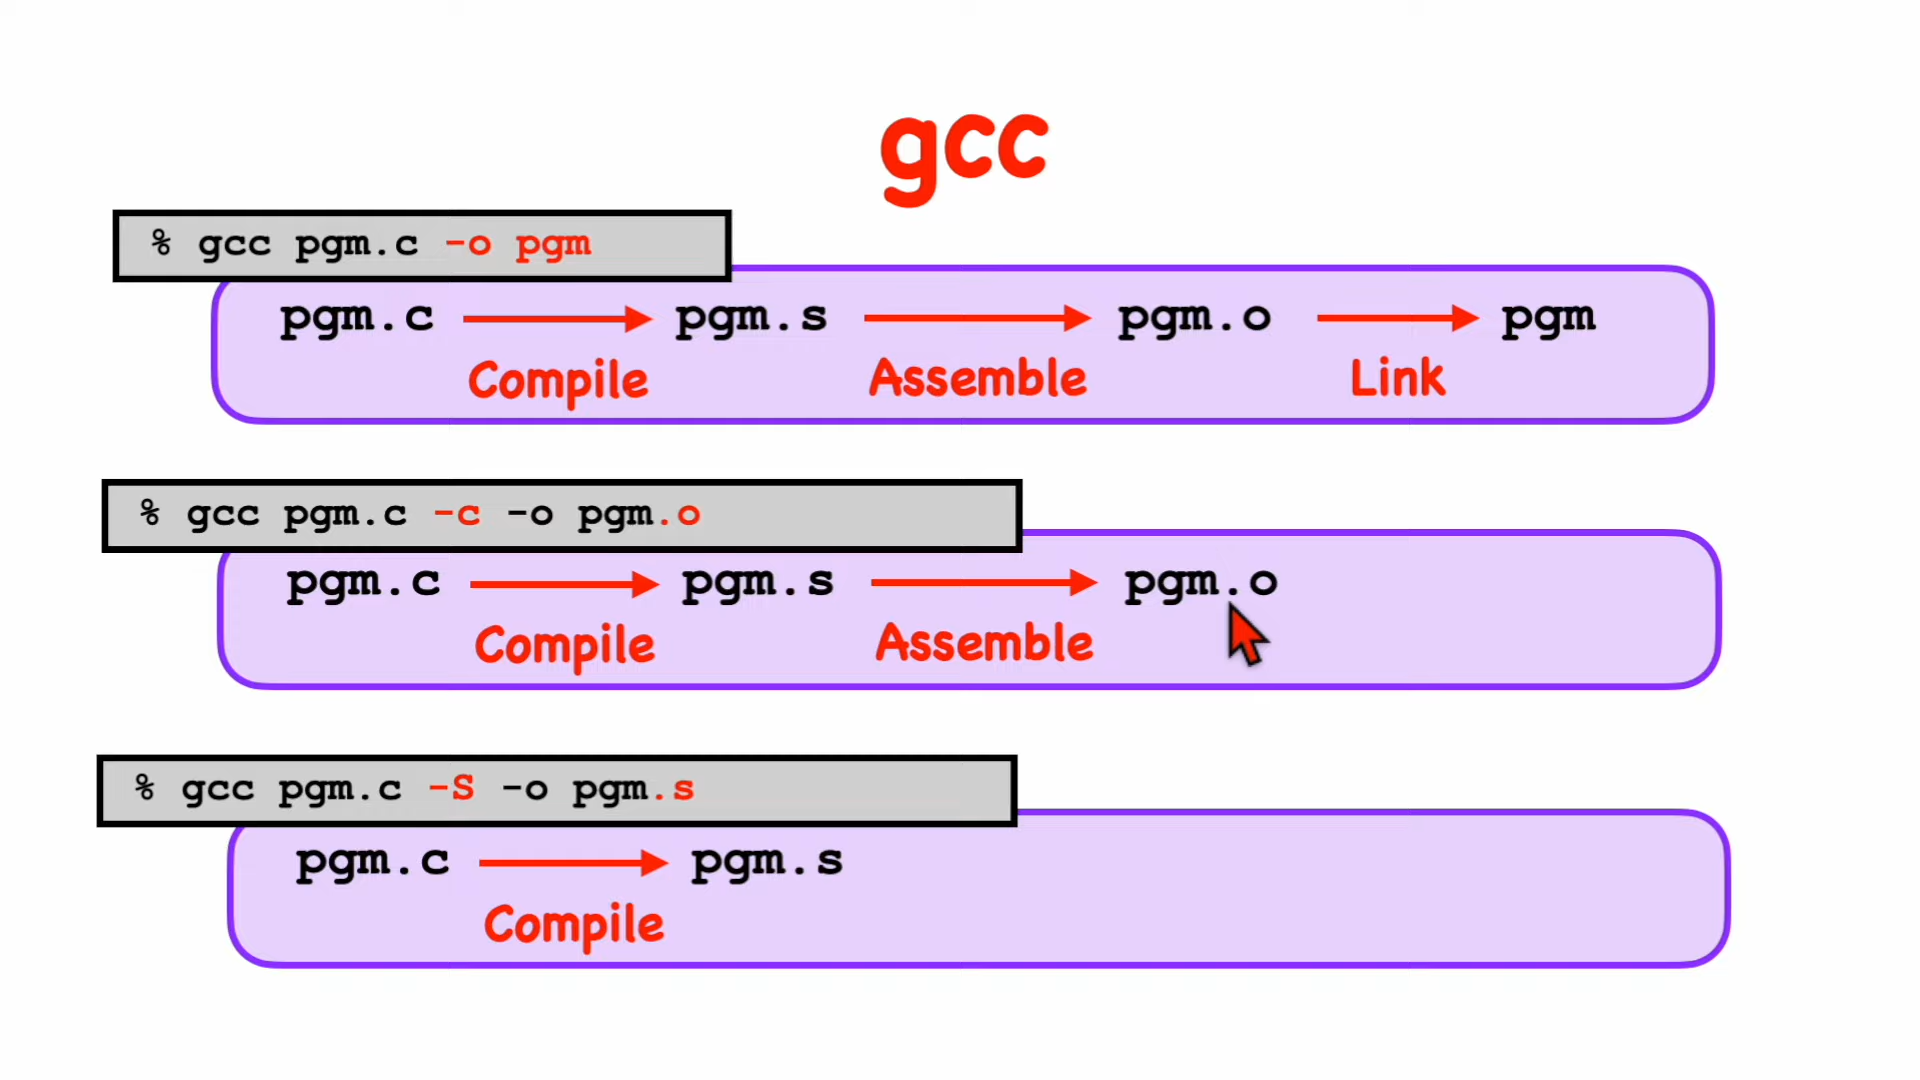 gcc
% gcc pgm.c -o pgm
pgm.c pgm.s pgm.o pgm
Compile Assemble Link
% gcc pgm.c -c -o pgm.o
pgm.c pgm.s pgm.o
Compile Assemble
% gcc pgm.c -S -o pgm.s
pgm.c pgm.s
Compile